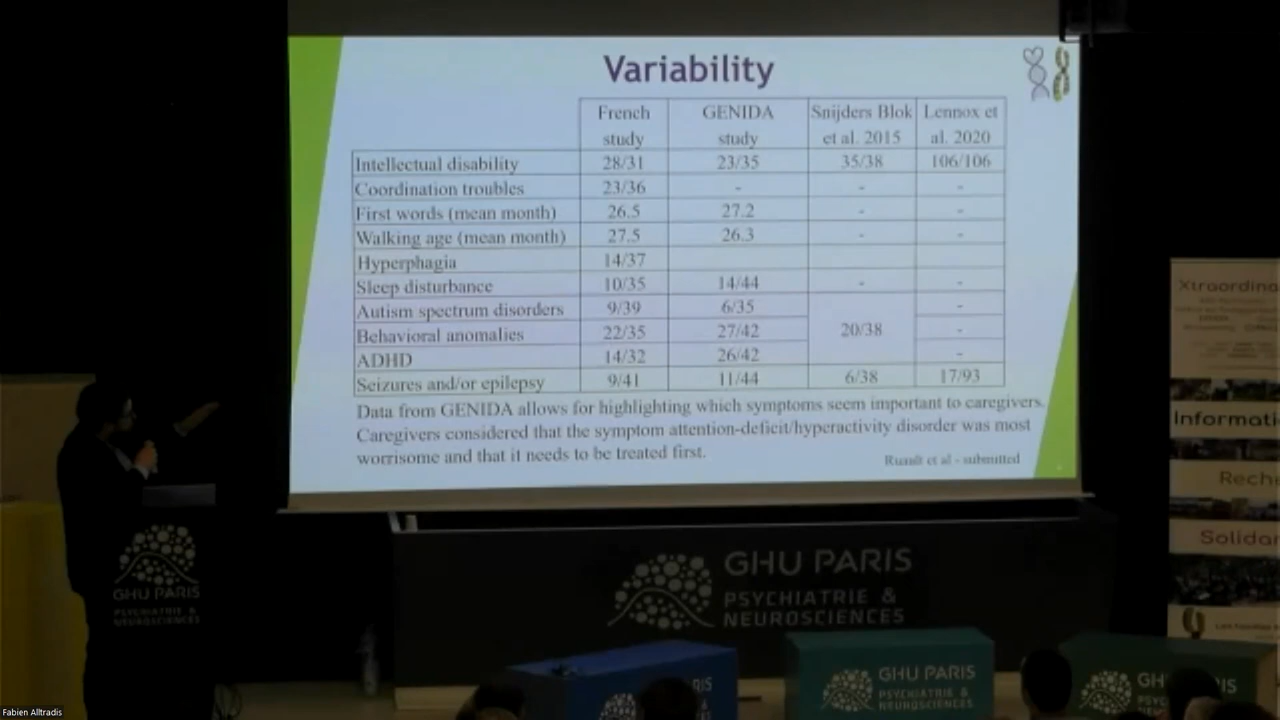 Variability
French study GENIDA study Snijders Blok et al. 2015 Lennox et al. 2020
Intellectual disability 28/31 23/35 35/38 106/106
Coordination troubles 23/36 - - -
First words (mean month) 26.5 27.2 - -
Walking age (mean month) 27.5 26.3 - -
Hyperphagia 14/37
Sleep disturbance 10/35 14/44 - -
Autism spectrum disorders 9/39 6/35 -
Behavioral anomalies 22/35 27/42 20/38 -
ADHD 14/32 26/42 -
Seizures and/or epilepsy 9/41 11/44 6/38 17/93
Data from GENIDA allows for highlighting which symptoms seem important to caregivers.
Caregivers considered that the symptom attention-deficit/hyperactivity disorder was most
worrisome and that it needs to be treated first.
et al - submitted
Xtraordina
Informati
Rech
Solidar
GHU PARIS
PSYCHIATRIE &
NEUROSCIENCES
GHU PARIS
PSYCHIATRIE &
NEUROSCIENCES
RIS
GHU PARIS
PSYCHIATRIE &
NEUROSCIENCES
GHU PARIS
PSYCHIATRIE &
NEUROSCIENCES
Fabien Alltradis